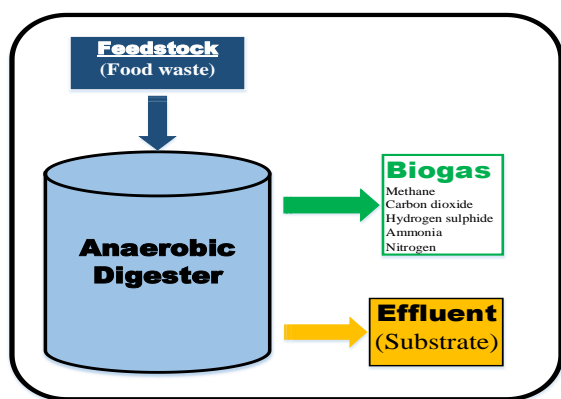 Feedstock
(Food waste)
Anaerobic
Digester
Biogas
Methane
Carbon dioxide
Hydrogen sulphide
Ammonia
Nitrogen
Effluent
(Substrate)